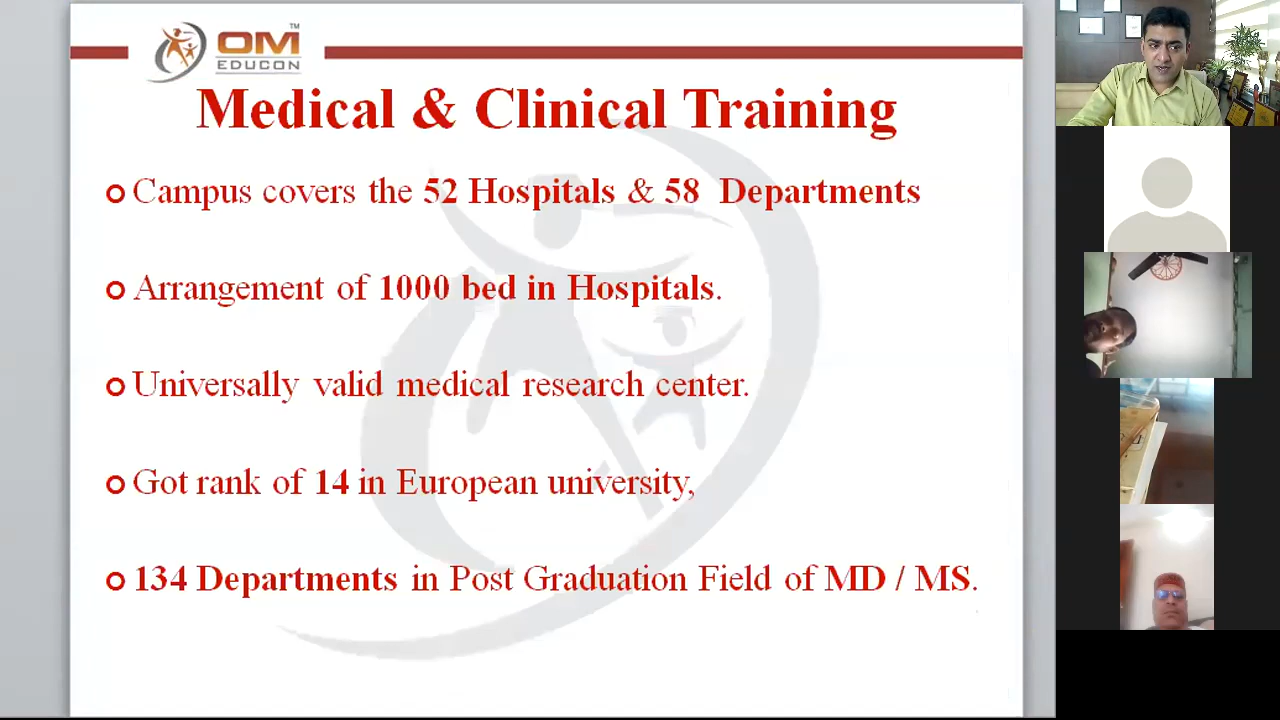 OM
TM
EDUCON
Medical & Clinical Training
Campus covers the 52 Hospitals & 58 Departments
Arrangement of 1000 bed in Hospitals.
Universally valid medical research center.
Got rank of 14 in European university,
134 Departments in Post Graduation Field of MD / MS.